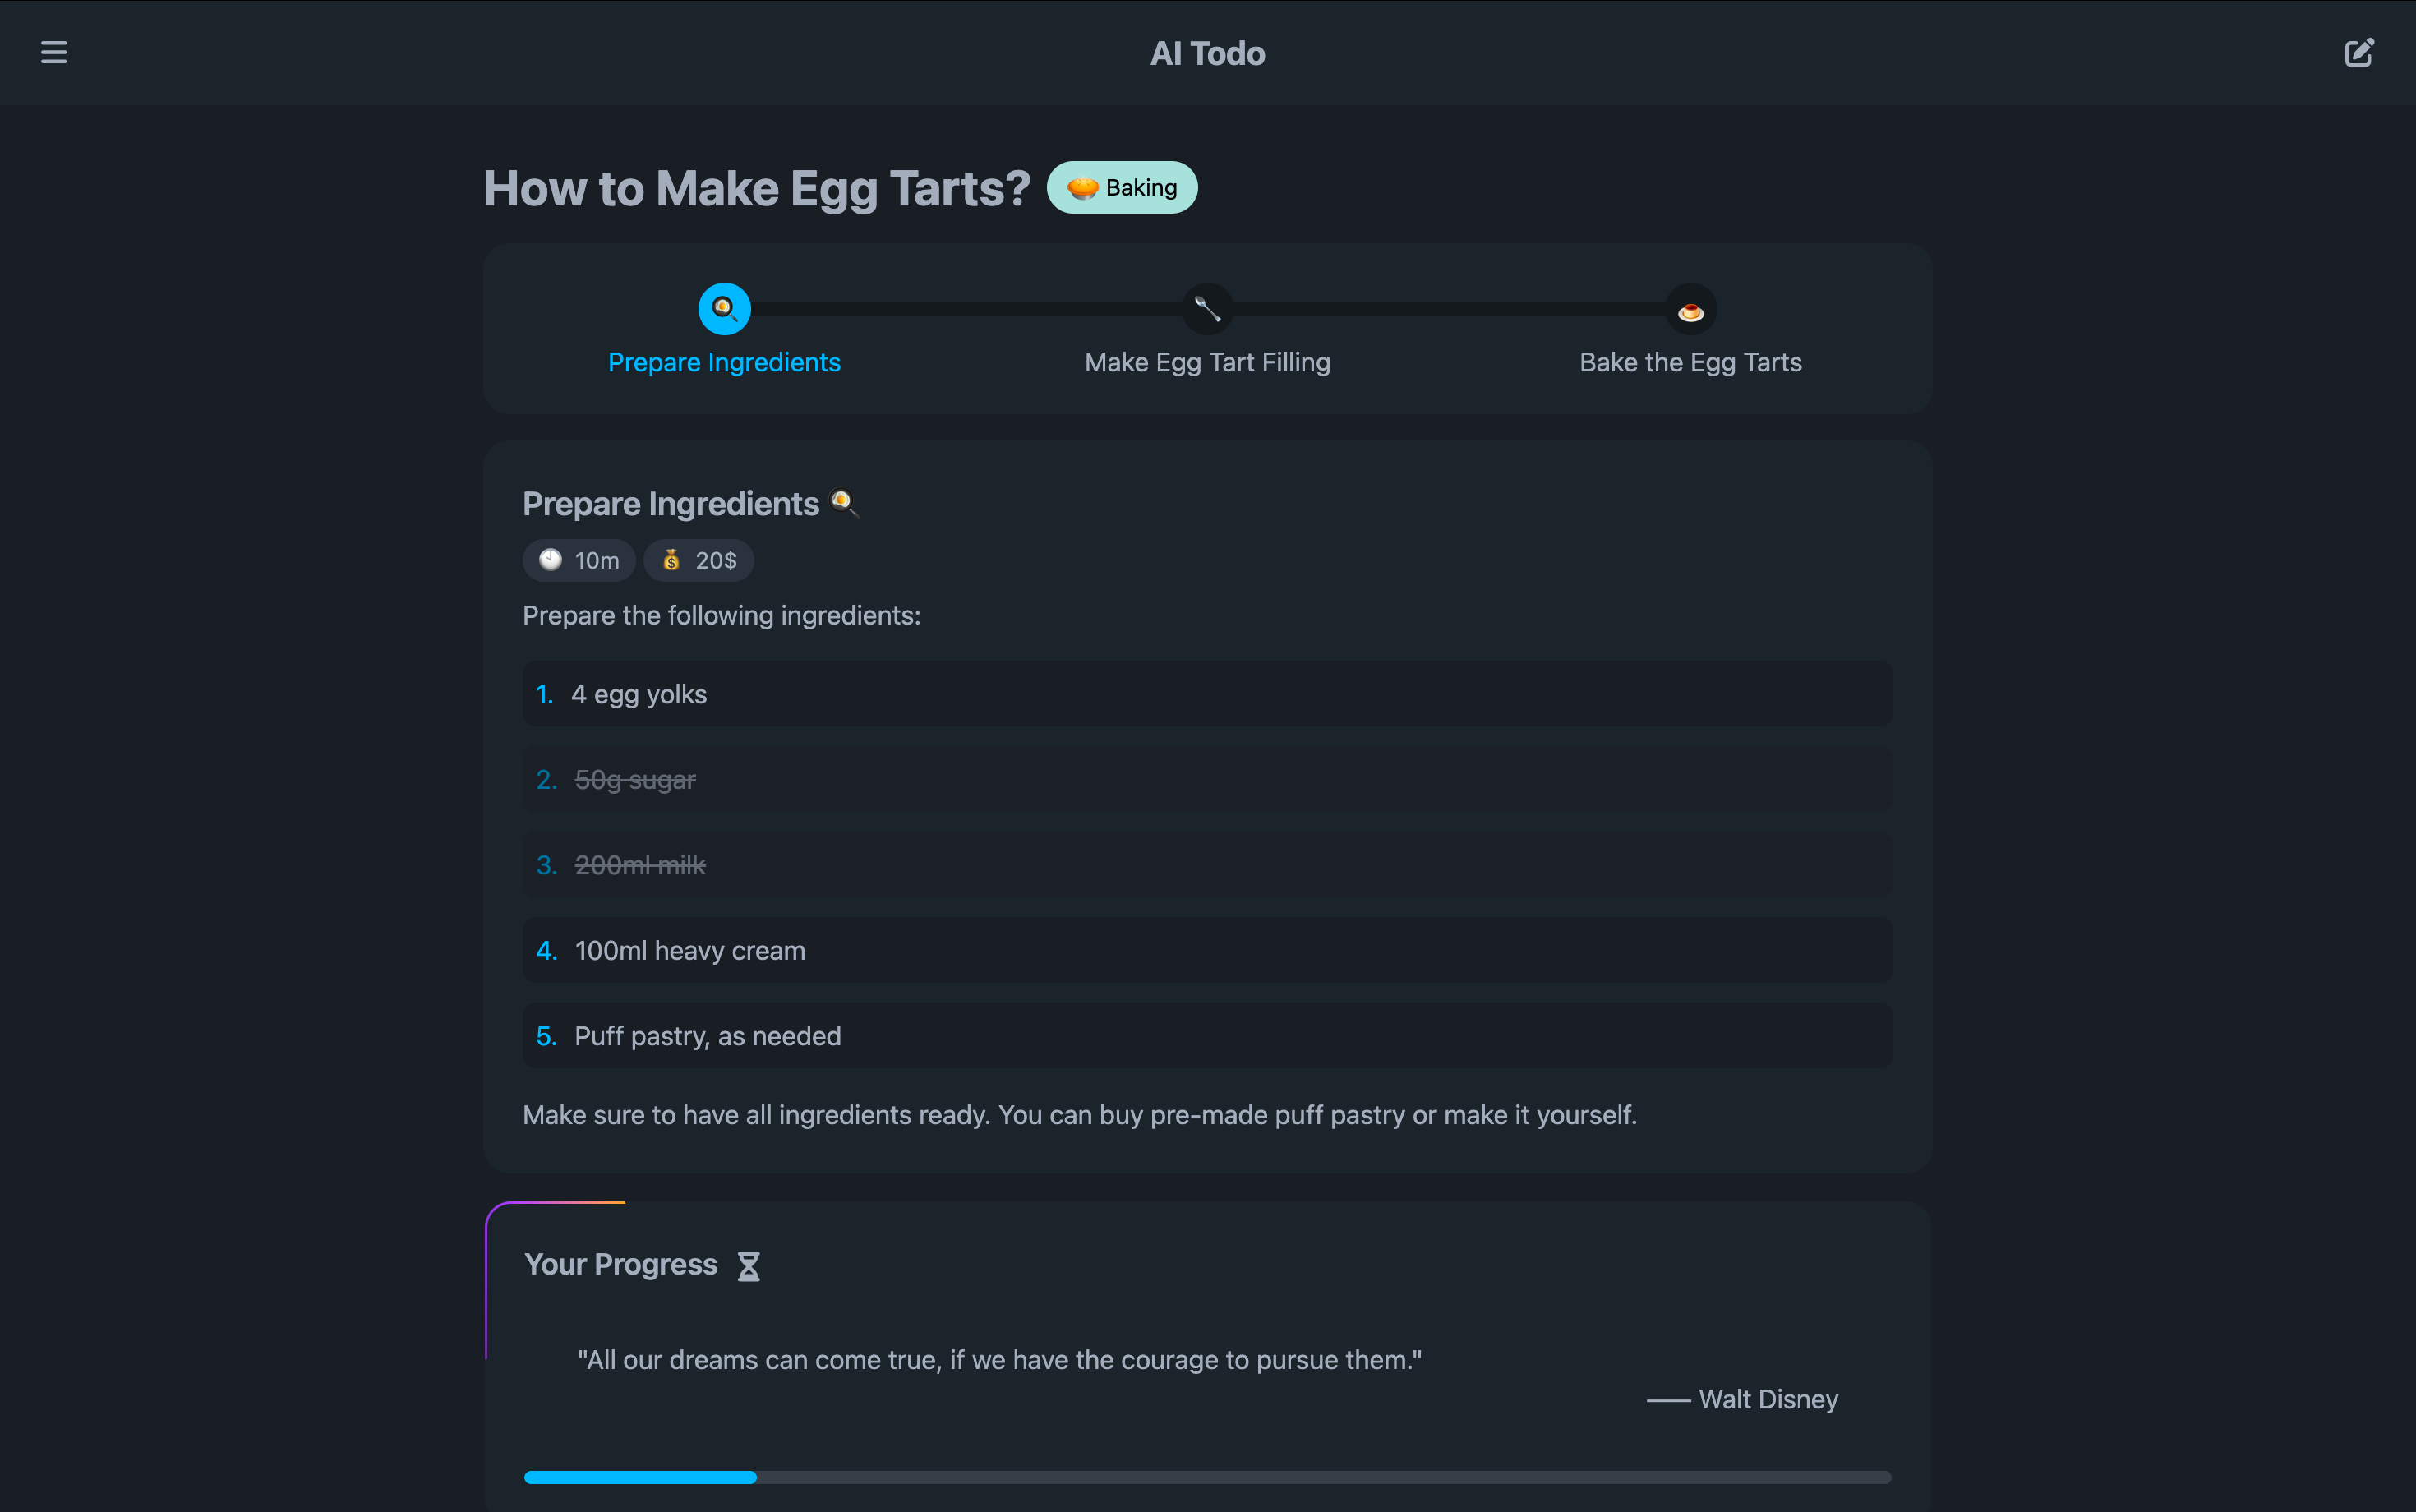 AI Todo
How to Make Egg Tarts? 🥧 Baking
Prepare Ingredients
Make Egg Tart Filling
Bake the Egg Tarts
Prepare Ingredients 🍳
🕙 10m 💰 20$
Prepare the following ingredients:
1. 4 egg yolks
2. 50g sugar
3. 200ml milk
4. 100ml heavy cream
5. Puff pastry, as needed
Make sure to have all ingredients ready. You can buy pre-made puff pastry or make it yourself.
Your Progress
"All our dreams can come true, if we have the courage to pursue them."
—— Walt Disney